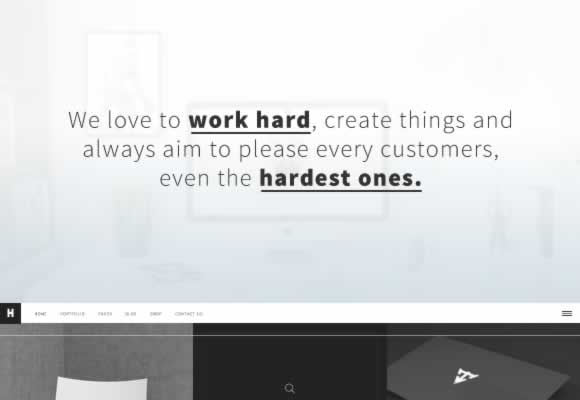 We love to work hard, create things and
always aim to please every customers,
even the hardest ones.
H HOME PORTFOLIO PAGES BLOG SHOP CONTACT US